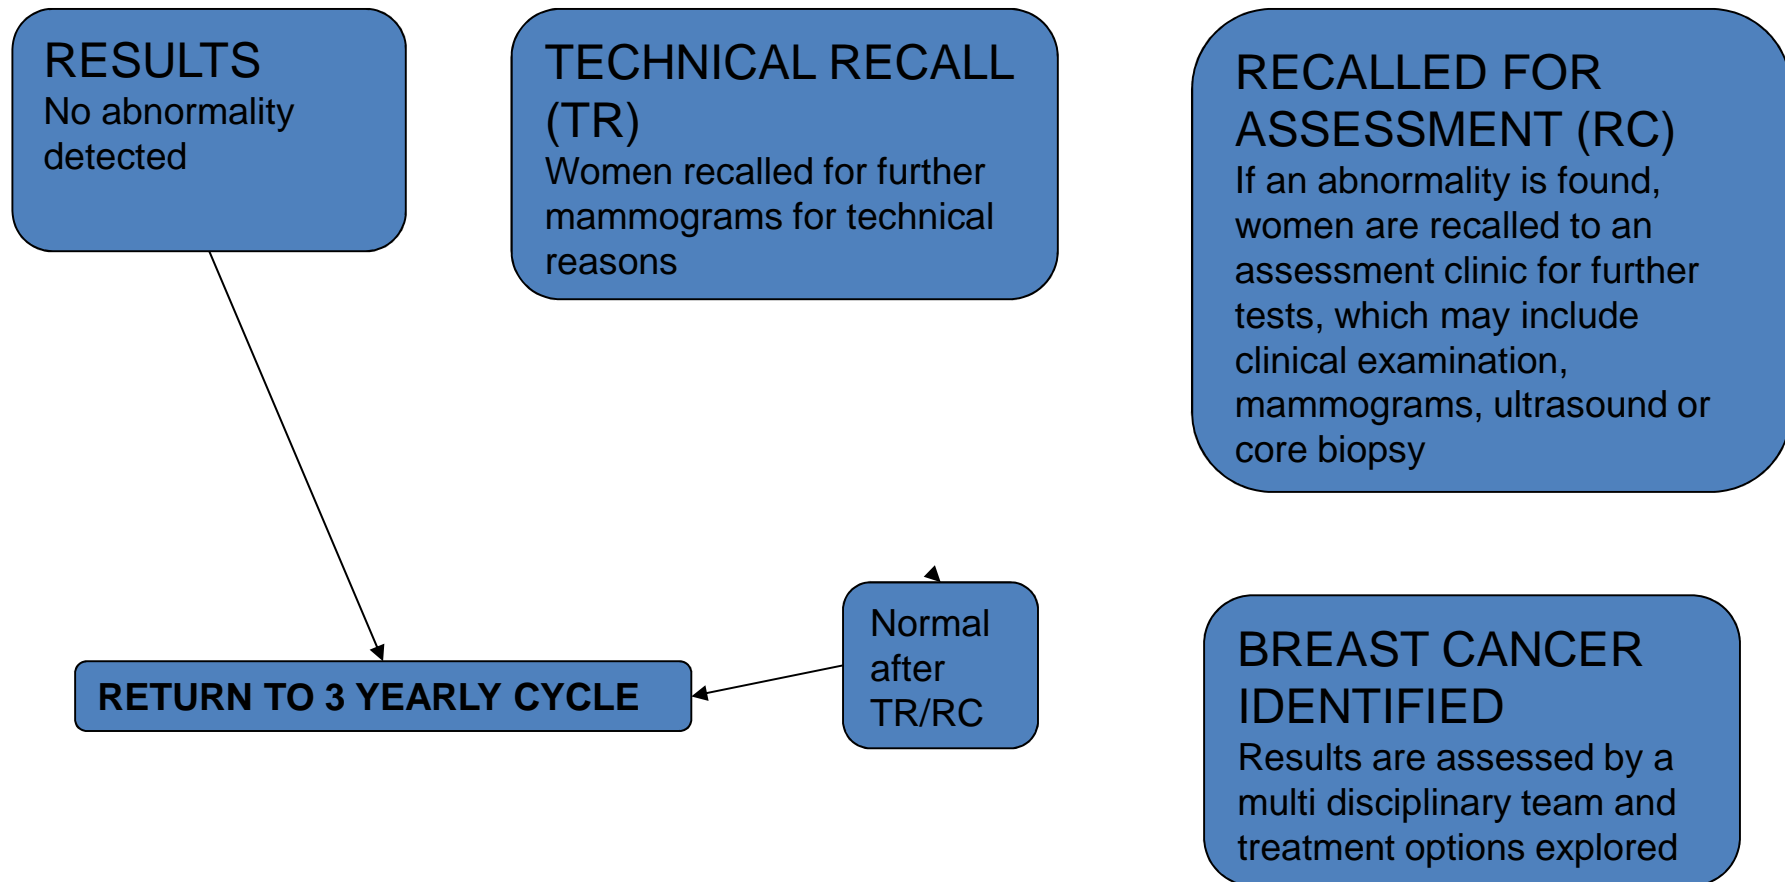 RESULTS
No abnormality
detected
TECHNICAL RECALL
(TR)
Women recalled for further
mammograms for technical
reasons
RECALLED FOR
ASSESSMENT (RC)
If an abnormality is found,
women are recalled to an
assessment clinic for further
tests, which may include
clinical examination,
mammograms, ultrasound or
core biopsy
RETURN TO 3 YEARLY CYCLE
Normal
after
TR/RC
BREAST CANCER
IDENTIFIED
Results are assessed by a
multi disciplinary team and
treatment options explored